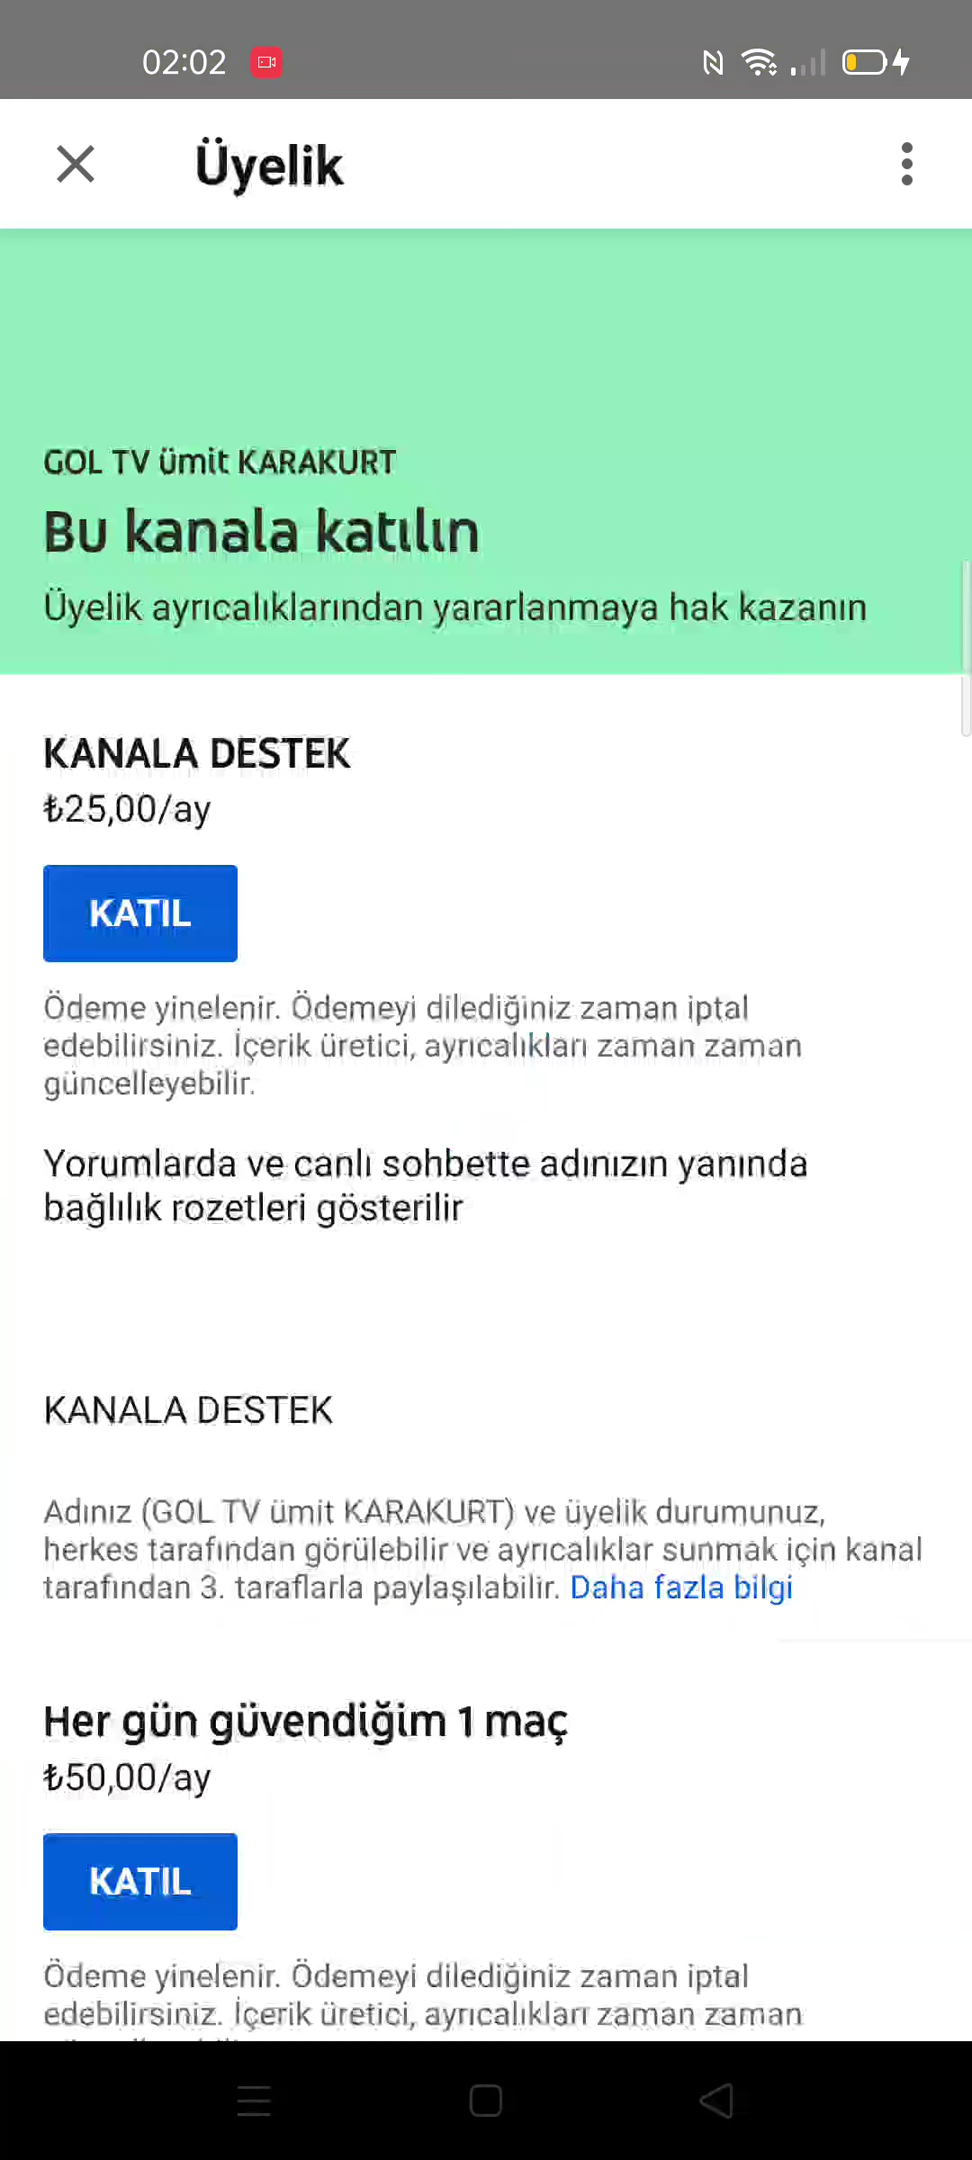 02:02
Üyelik
GOL TV ümit KARAKURT
Bu kanala katılın
Üyelik ayrıcalıklarından yararlanmaya hak kazanın
KANALA DESTEK
₺25,00/ay
KATIL
Ödeme yinelenir. Ödemeyi dilediğiniz zaman iptal
edebilirsiniz. İçerik üretici, ayrıcalıkları zaman zaman
güncelleyebilir.
Yorumlarda ve canlı sohbette adınızın yanında
bağlılık rozetleri gösterilir
KANALA DESTEK
Adınız (GOL TV ümit KARAKURT) ve üyelik durumunuz,
herkes tarafından görülebilir ve ayrıcalıklar sunmak için kanal
tarafından 3. taraflarla paylaşılabilir. Daha fazla bilgi
Her gün güvendiğim 1 maç
₺50,00/ay
KATIL
Ödeme yinelenir. Ödemeyi dilediğiniz zaman iptal
edebilirsiniz. İçerik üretici, ayrıcalıkları zaman zaman